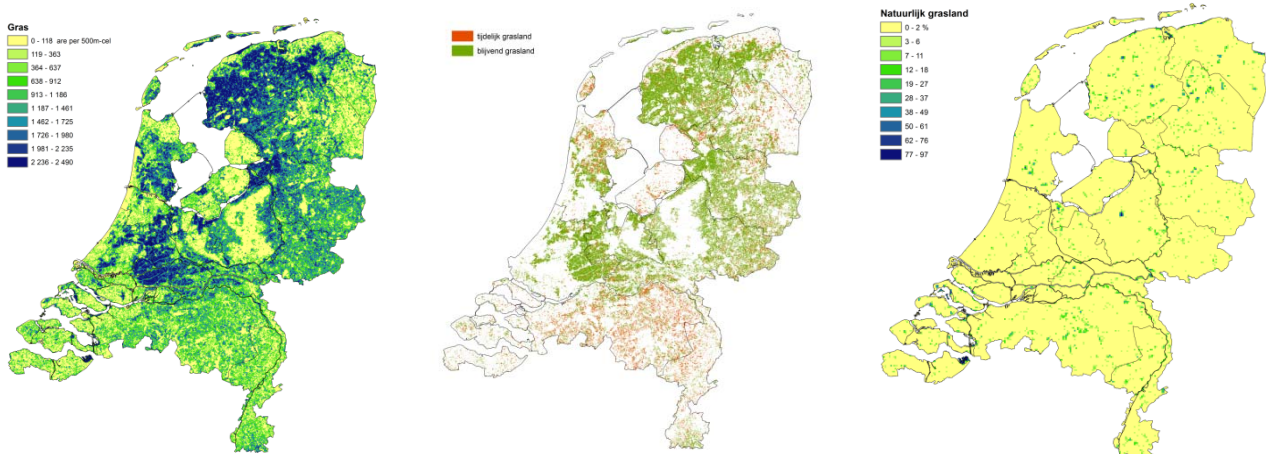 Gras
0 - 118 are per 500m-cel
119 - 363
364 - 637
638 - 912
913 - 1 186
1 187 - 1 461
1 462 - 1 725
1 726 - 1 980
1 981 - 2 235
2 236 - 2 490
tijdelijk grasland
blijvend grasland
Natuurlijk grasland
0 - 2 %
3 - 6
7 - 11
12 - 18
19 - 27
28 - 37
38 - 49
50 - 61
62 - 76
77 - 97